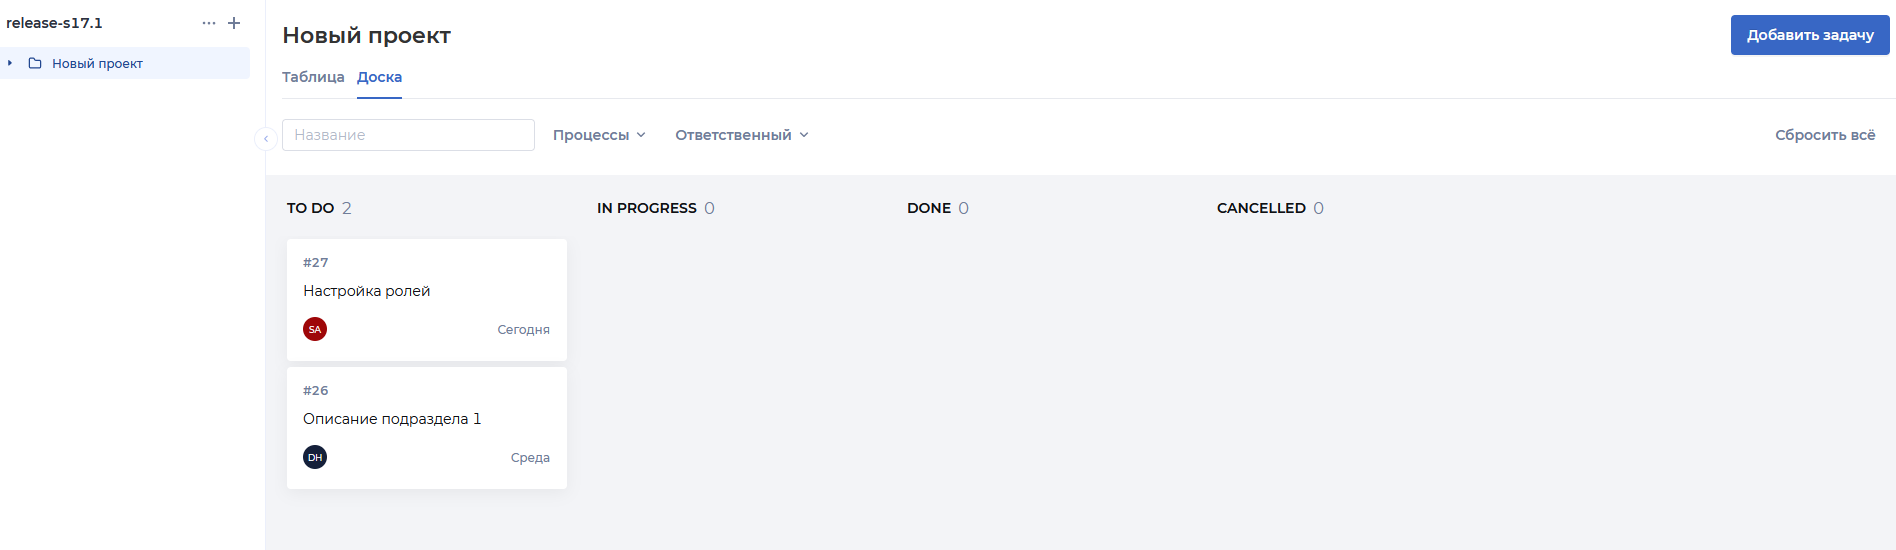 release-s17.1
Новый проект
Новый проект
Добавить задачу
Таблица Доска
Название Процессы Ответственный Сбросить всё
TO DO 2
#27
Настройка ролей
SA Сегодня
#26
Описание подраздела 1
DH Среда
IN PROGRESS 0
DONE 0
CANCELLED 0